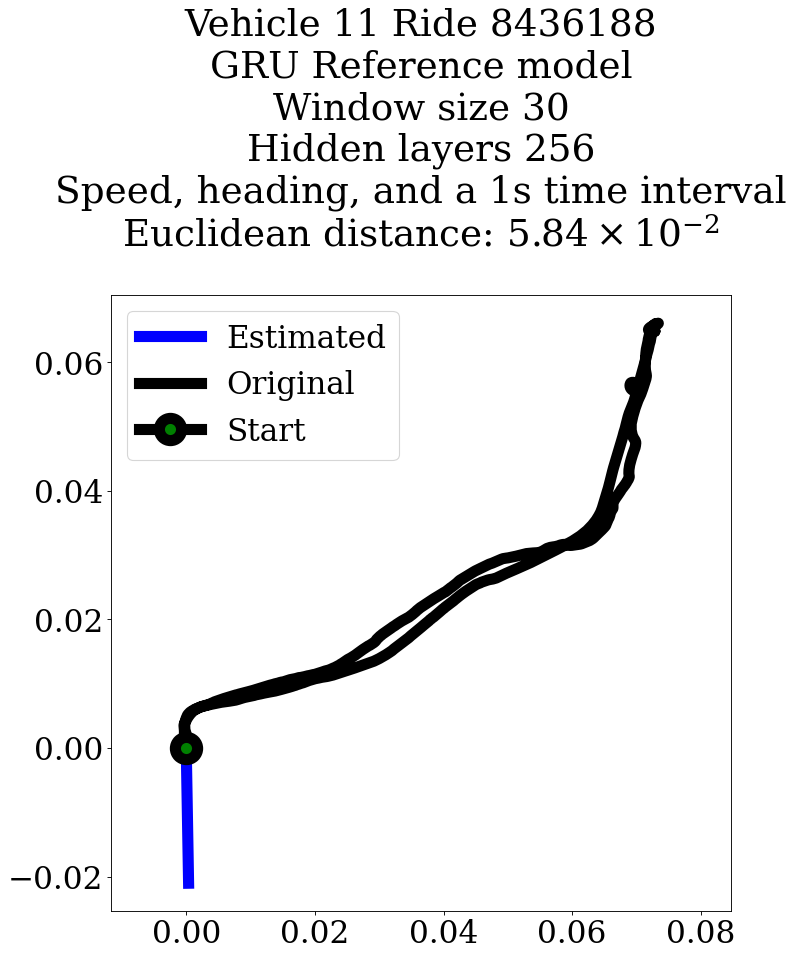 Vehicle 11 Ride 8436188
GRU Reference model
Window size 30
Hidden layers 256
Speed, heading, and a 1s time interval
Euclidean distance: 5.84 × 10⁻²
Estimated
Original
Start
0.06
0.04
0.02
0.00
−0.02
0.00 0.02 0.04 0.06 0.08